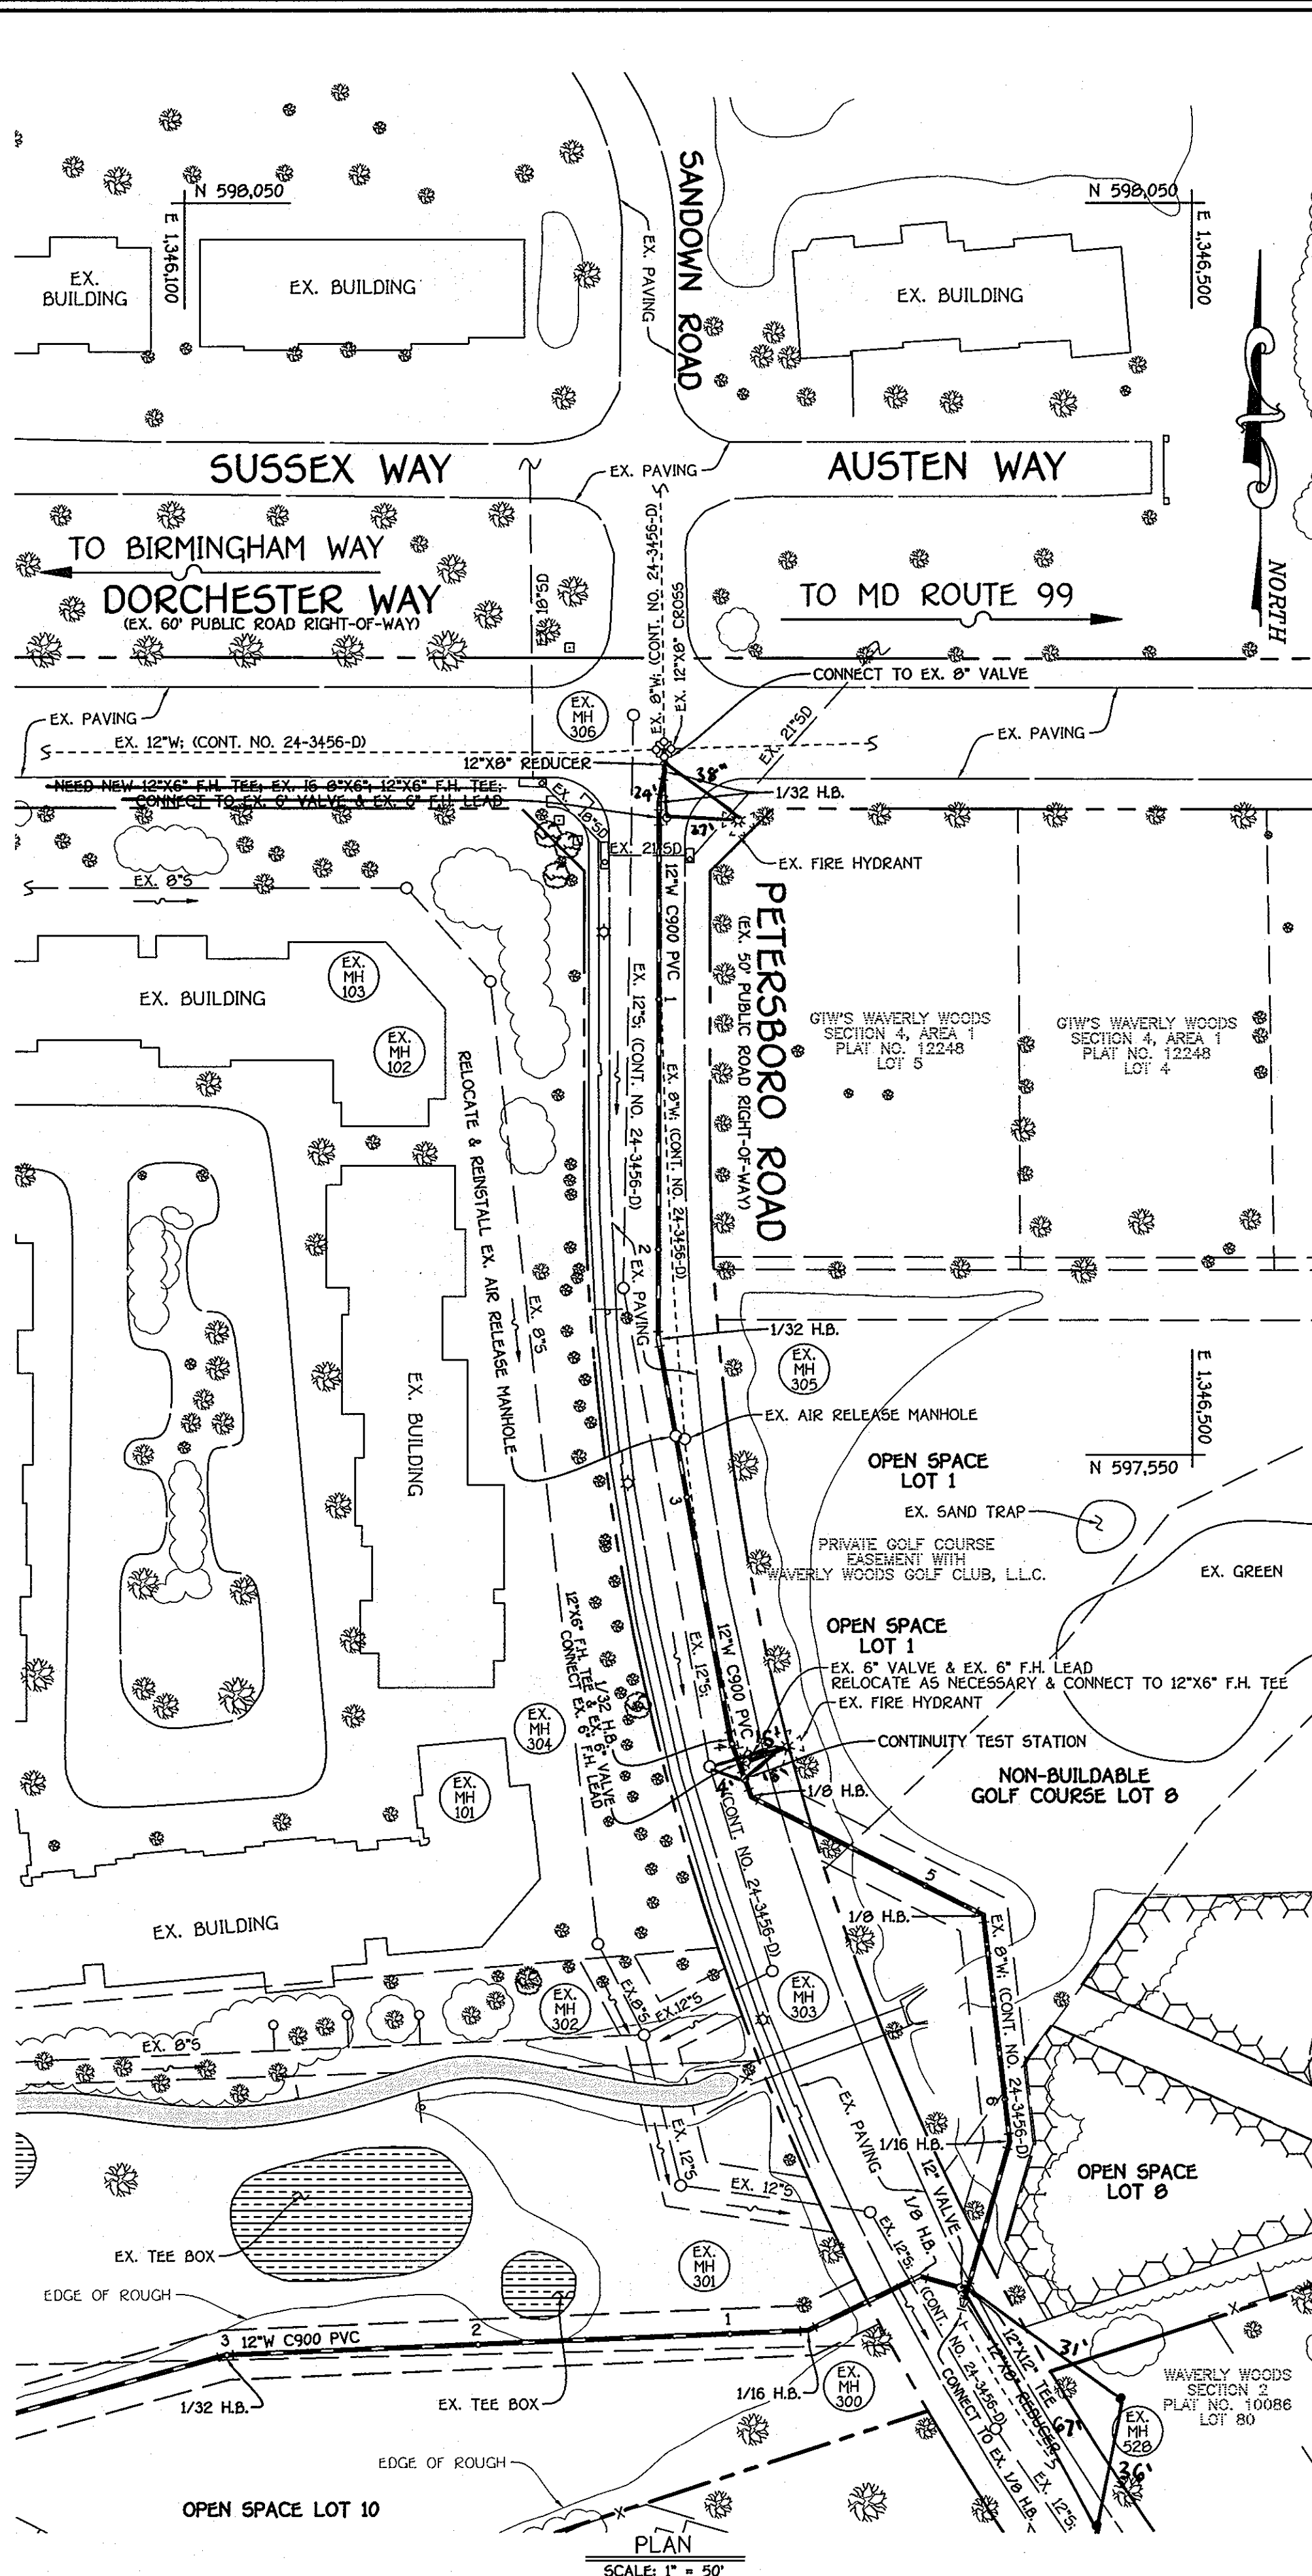 SANDOWN ROAD
N 598,050
E 1,346,100
N 598,050
E 1,346,500
EX. PAVING
EX.
BUILDING
EX. BUILDING
EX. BUILDING
SUSSEX WAY
EX. PAVING
AUSTEN WAY
TO BIRMINGHAM WAY
DORCHESTER WAY
(EX. 60' PUBLIC ROAD RIGHT-OF-WAY)
EX. 18"SD
EX. 8"W; (CONT. NO. 24-3456-D)
EX. 12"X8" CROSS
TO MD ROUTE 99
NORTH
CONNECT TO EX. 8" VALVE
EX.
MH
306
EX. PAVING
EX. 12"W; (CONT. NO. 24-3456-D)
EX. 21"SD
EX. PAVING
12"X8" REDUCER
38"
NEED NEW 12"X6" F.H. TEE; EX. IS 8"X6"; 12"X6" F.H. TEE;
CONNECT TO EX. 6" VALVE & EX. 6" F.H. LEAD
24'
1/32 H.B.
27'
EX. 18"SD
EX. 21"SD
EX. FIRE HYDRANT
EX. 8"S
12"W C900 PVC
1
PETERSBORO ROAD
(EX. 50' PUBLIC ROAD RIGHT-OF-WAY)
EX.
MH
103
EX. BUILDING
EX.
MH
102
EX. 12"S; (CONT. NO. 24-3456-D)
EX. 8"W; (CONT. NO. 24-3456-D)
GTW'S WAVERLY WOODS
SECTION 4, AREA 1
PLAT NO. 12248
LOT 5
GTW'S WAVERLY WOODS
SECTION 4, AREA 1
PLAT NO. 12248
LOT 4
RELOCATE & REINSTALL EX. AIR RELEASE MANHOLE
2
EX. PAVING
EX. 8"S
1/32 H.B.
EX.
MH
305
EX. BUILDING
EX. AIR RELEASE MANHOLE
E 1,346,500
N 597,550
OPEN SPACE
LOT 1
3
EX. SAND TRAP
PRIVATE GOLF COURSE
EASEMENT WITH
WAVERLY WOODS GOLF CLUB, L.L.C.
EX. GREEN
12"X6" F.H. TEE & EX. 6" VALVE
CONNECT EX. 6" F.H. LEAD
1/32 H.B.
EX. 12"S;
12"W C900 PVC
OPEN SPACE
LOT 1
EX. 6" VALVE & EX. 6" F.H. LEAD
RELOCATE AS NECESSARY & CONNECT TO 12"X6" F.H. TEE
EX. FIRE HYDRANT
EX.
MH
304
4
CONTINUITY TEST STATION
EX.
MH
101
1/8 H.B.
NON-BUILDABLE
GOLF COURSE LOT 8
(CONT. NO. 24-3456-D)
5
EX. BUILDING
1/8 H.B.
EX. 8"W; (CONT. NO. 24-3456-D)
EX.
MH
302
EX.8"S
EX.12"S
EX.
MH
303
EX. 8"S
6
EX. PAVING
1/16 H.B.
EX. 12"S
EX. 12"S
12" VALVE
1/8 H.B.
OPEN SPACE
LOT 8
EX. TEE BOX
EX.
MH
301
EX. 12"S; (CONT. NO. 24-3456-D)
EDGE OF ROUGH
3
12"W C900 PVC
2
1
12"X12" TEE
12"X8" REDUCER
31'
1/32 H.B.
EX. TEE BOX
1/16 H.B.
EX.
MH
300
CONNECT TO EX. 1/8 H.B.
67'
EX.
MH
528
WAVERLY WOODS
SECTION 2
PLAT NO. 10086
LOT 80
EDGE OF ROUGH
EX. 12"S;
36'
OPEN SPACE LOT 10
PLAN
SCALE: 1" = 50'